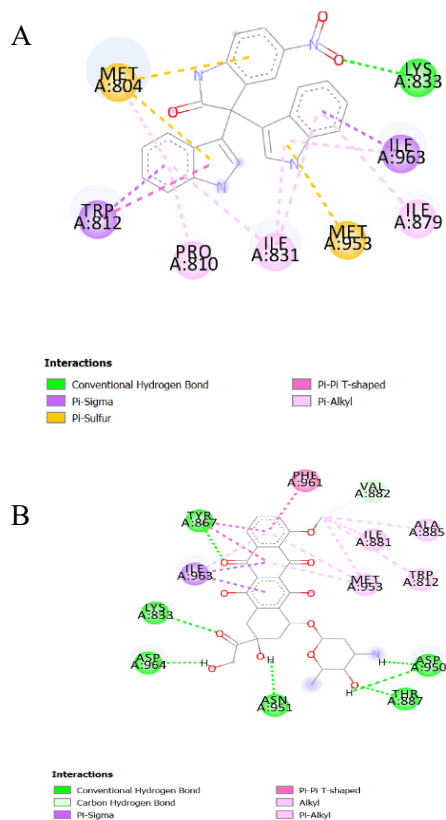 A
MET
A:804
N
O
N
O
O
LYS
A:833
N
N
ILE
A:963
TRP
A:812
PRO
A:810
ILE
A:831
MET
A:953
ILE
A:879
Interactions
Conventional Hydrogen Bond
Pi-Sigma
Pi-Sulfur
Pi-Pi T-shaped
Pi-Alkyl
B
PHE
A:961
VAL
A:882
TYR
A:867
ILE
A:881
ALA
A:885
ILE
A:963
MET
A:953
TRP
A:812
LYS
A:833
ASP
A:964
ASN
A:951
ASP
A:950
THR
A:887
O
O
O
O
O
O
O
O
H
O
H
O
O
N
H
O
H
Interactions
Conventional Hydrogen Bond
Carbon Hydrogen Bond
Pi-Sigma
Pi-Pi T-shaped
Alkyl
Pi-Alkyl